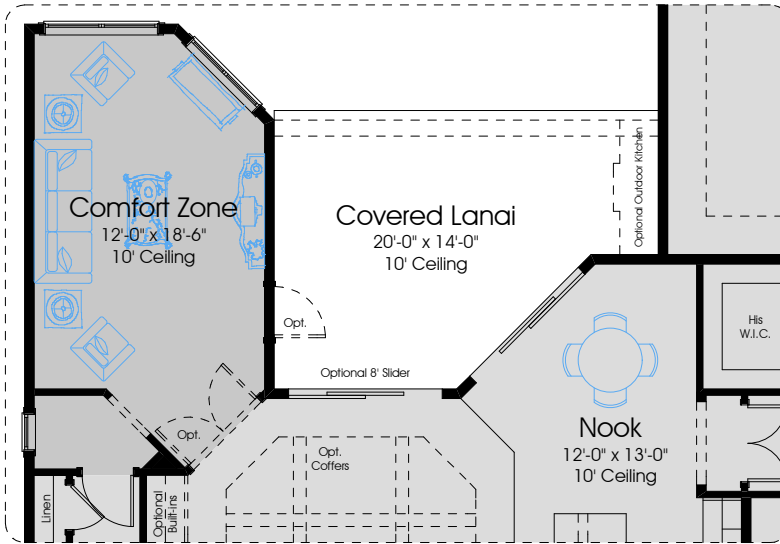 Comfort Zone
12'-0" x 18'-6"
10' Ceiling
Covered Lanai
20'-0" x 14'-0"
10' Ceiling
Optional Outdoor Kitchen
Opt.
Optional 8' Slider
His
W.I.C.
Nook
12'-0" x 13'-0"
10' Ceiling
Opt.
Opt.
Coffers
Linen
Optional
Built-ins